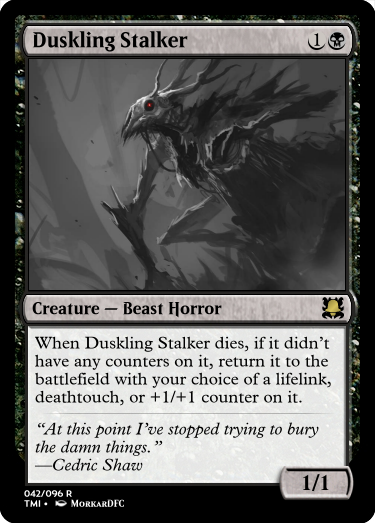 Duskling Stalker 1
Creature — Beast Horror
When Duskling Stalker dies, if it didn't
have any counters on it, return it to the
battlefield with your choice of a lifelink,
deathtouch, or +1/+1 counter on it.
“At this point I've stopped trying to bury
the damn things.”
—Cedric Shaw
1/1
042/096 R
TMI • MorkarDFC